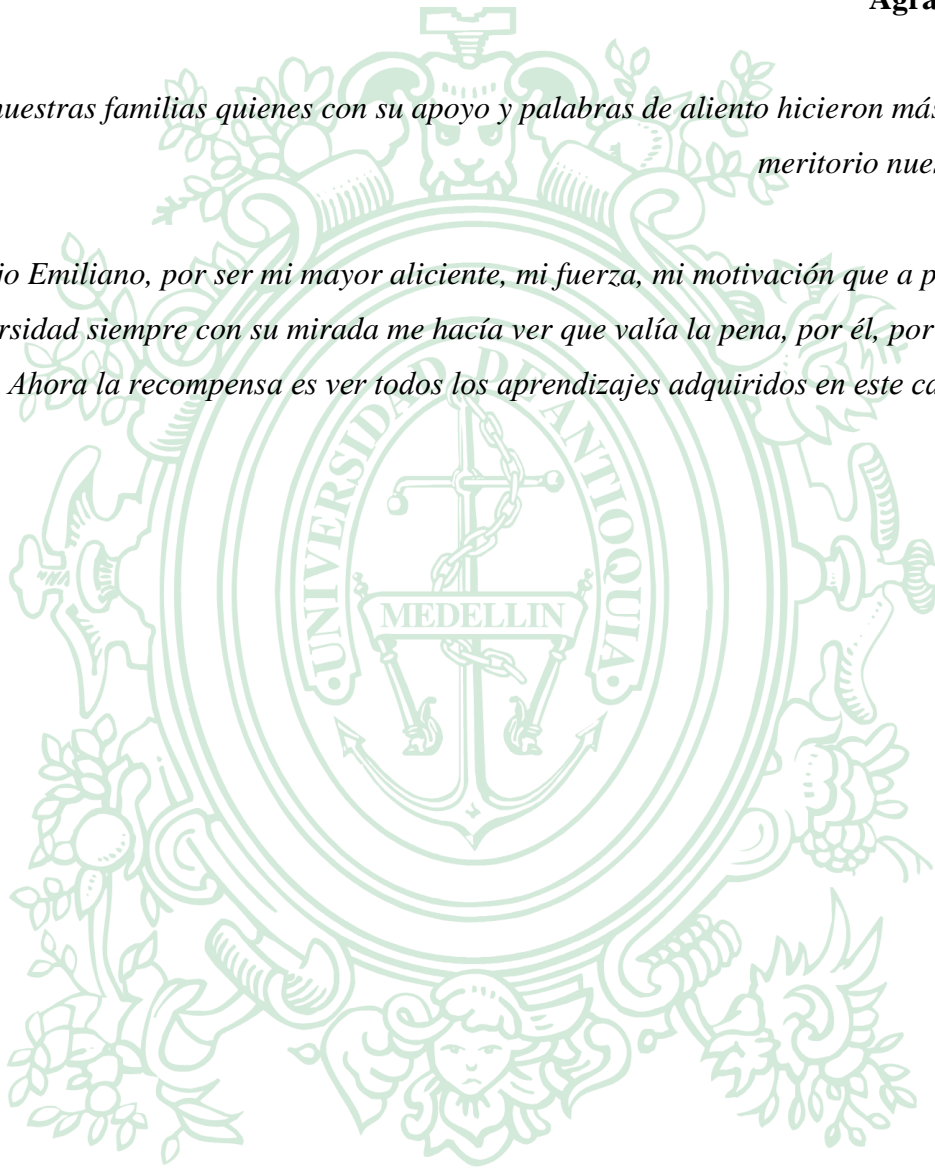 Agra
nuestras familias quienes con su apoyo y palabras de aliento hicieron más
meritorio nues
jo Emiliano, por ser mi mayor aliciente, mi fuerza, mi motivación que a p
rsidad siempre con su mirada me hacía ver que valía la pena, por él, por
Ahora la recompensa es ver todos los aprendizajes adquiridos en este ca
UNIVERSIDAD DE ANTIOQUIA
MEDELLIN